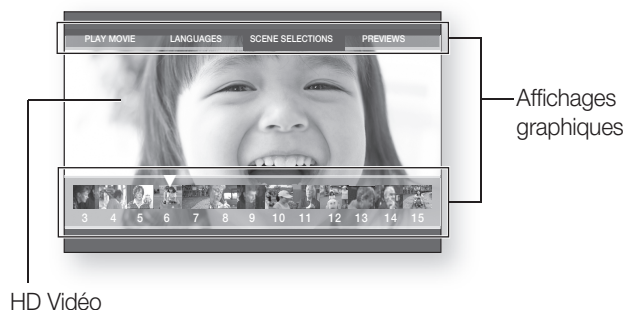 PLAY MOVIE LANGUAGES SCENE SELECTIONS PREVIEWS
Affichages
graphiques
3 4 5 6 7 8 9 10 11 12 13 14 15
HD Vidéo